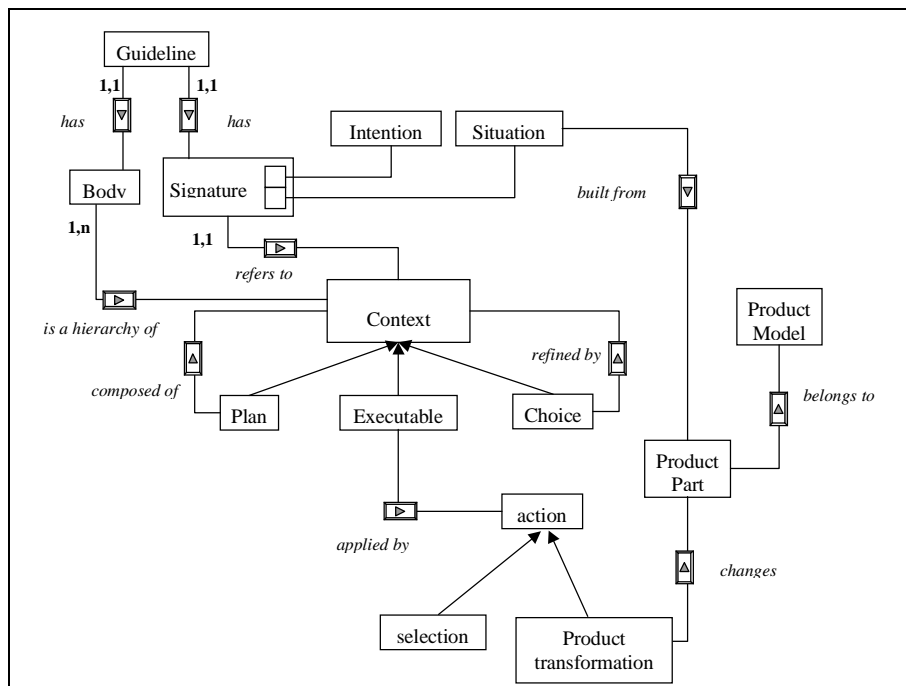 Guideline
1,1 1,1
has has
Intention Situation
Body Signature
built from
1,n 1,1
refers to
is a hierarchy of
Context
Product
Model
refined by
composed of
belongs to
Plan Executable Choice
Product
Part
action
applied by
changes
selection
Product
transformation